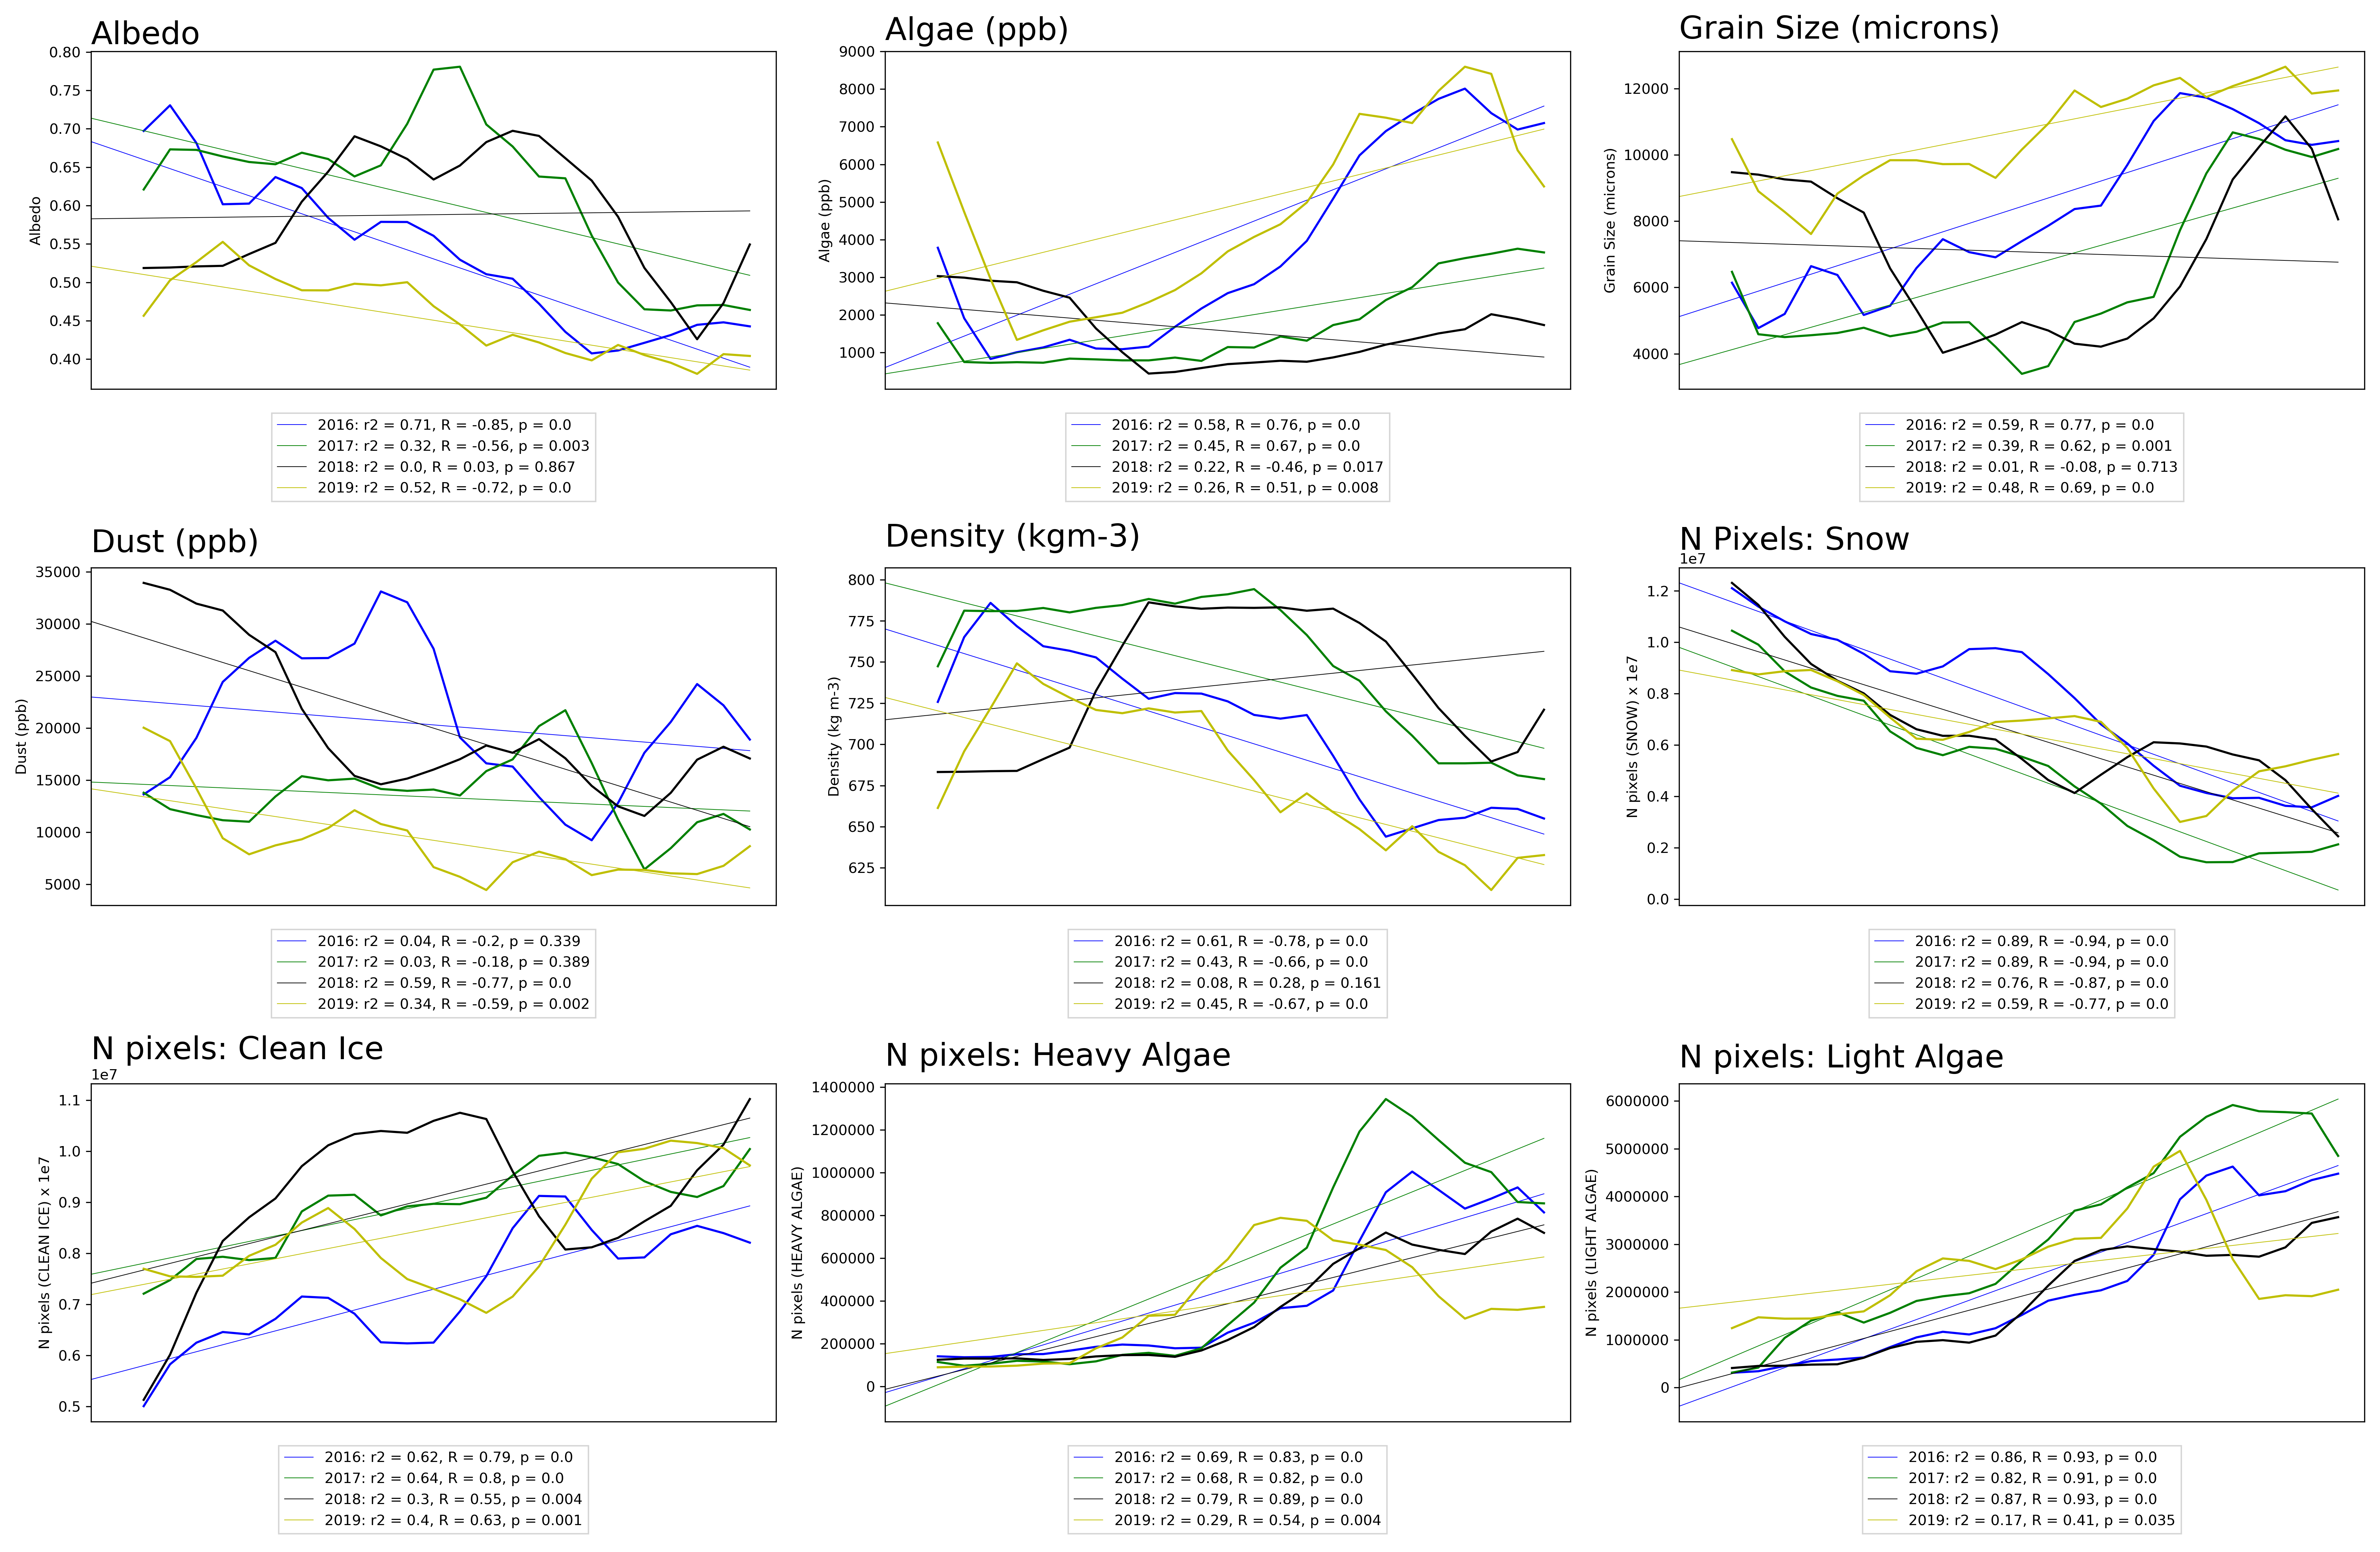 Albedo
Albedo
0.80
0.75
0.70
0.65
0.60
0.55
0.50
0.45
0.40
2016: r2 = 0.71, R = -0.85, p = 0.0
2017: r2 = 0.32, R = -0.56, p = 0.003
2018: r2 = 0.0, R = 0.03, p = 0.867
2019: r2 = 0.52, R = -0.72, p = 0.0
Algae (ppb)
Algae (ppb)
9000
8000
7000
6000
5000
4000
3000
2000
1000
2016: r2 = 0.58, R = 0.76, p = 0.0
2017: r2 = 0.45, R = 0.67, p = 0.0
2018: r2 = 0.22, R = -0.46, p = 0.017
2019: r2 = 0.26, R = 0.51, p = 0.008
Grain Size (microns)
Grain Size (microns)
12000
10000
8000
6000
4000
2016: r2 = 0.59, R = 0.77, p = 0.0
2017: r2 = 0.39, R = 0.62, p = 0.001
2018: r2 = 0.01, R = -0.08, p = 0.713
2019: r2 = 0.48, R = 0.69, p = 0.0
Dust (ppb)
Dust (ppb)
35000
30000
25000
20000
15000
10000
5000
2016: r2 = 0.04, R = -0.2, p = 0.339
2017: r2 = 0.03, R = -0.18, p = 0.389
2018: r2 = 0.59, R = -0.77, p = 0.0
2019: r2 = 0.34, R = -0.59, p = 0.002
Density (kgm-3)
Density (kg m-3)
800
775
750
725
700
675
650
625
2016: r2 = 0.61, R = -0.78, p = 0.0
2017: r2 = 0.43, R = -0.66, p = 0.0
2018: r2 = 0.08, R = 0.28, p = 0.161
2019: r2 = 0.45, R = -0.67, p = 0.0
N Pixels: Snow
1e7
N pixels (SNOW) x 1e7
1.2
1.0
0.8
0.6
0.4
0.2
0.0
2016: r2 = 0.89, R = -0.94, p = 0.0
2017: r2 = 0.89, R = -0.94, p = 0.0
2018: r2 = 0.76, R = -0.87, p = 0.0
2019: r2 = 0.59, R = -0.77, p = 0.0
N pixels: Clean Ice
1e7
N pixels (CLEAN ICE) x 1e7
1.1
1.0
0.9
0.8
0.7
0.6
0.5
2016: r2 = 0.62, R = 0.79, p = 0.0
2017: r2 = 0.64, R = 0.8, p = 0.0
2018: r2 = 0.3, R = 0.55, p = 0.004
2019: r2 = 0.4, R = 0.63, p = 0.001
N pixels: Heavy Algae
N pixels (HEAVY ALGAE)
1400000
1200000
1000000
800000
600000
400000
200000
0
2016: r2 = 0.69, R = 0.83, p = 0.0
2017: r2 = 0.68, R = 0.82, p = 0.0
2018: r2 = 0.79, R = 0.89, p = 0.0
2019: r2 = 0.29, R = 0.54, p = 0.004
N pixels: Light Algae
N pixels (LIGHT ALGAE)
6000000
5000000
4000000
3000000
2000000
1000000
0
2016: r2 = 0.86, R = 0.93, p = 0.0
2017: r2 = 0.82, R = 0.91, p = 0.0
2018: r2 = 0.87, R = 0.93, p = 0.0
2019: r2 = 0.17, R = 0.41, p = 0.035